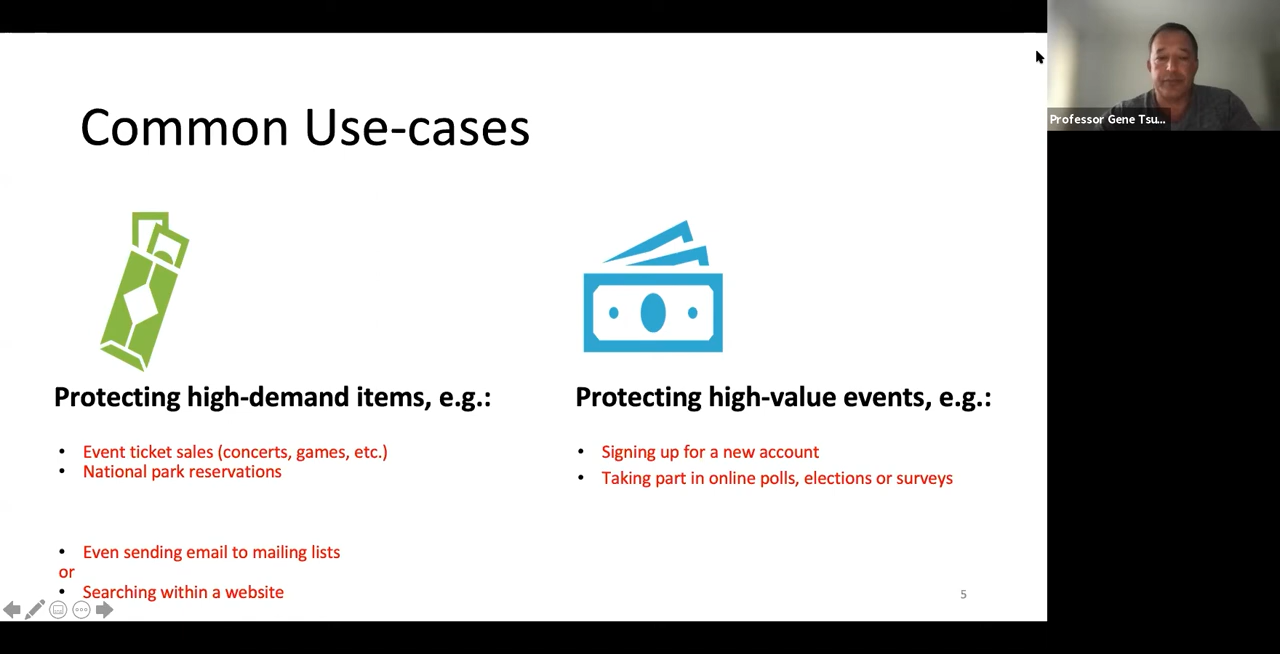 Common Use-cases
Professor Gene Tsu...
Protecting high-demand items, e.g.:
• Event ticket sales (concerts, games, etc.)
• National park reservations
• Even sending email to mailing lists
or
• Searching within a website
Protecting high-value events, e.g.:
• Signing up for a new account
• Taking part in online polls, elections or surveys
5